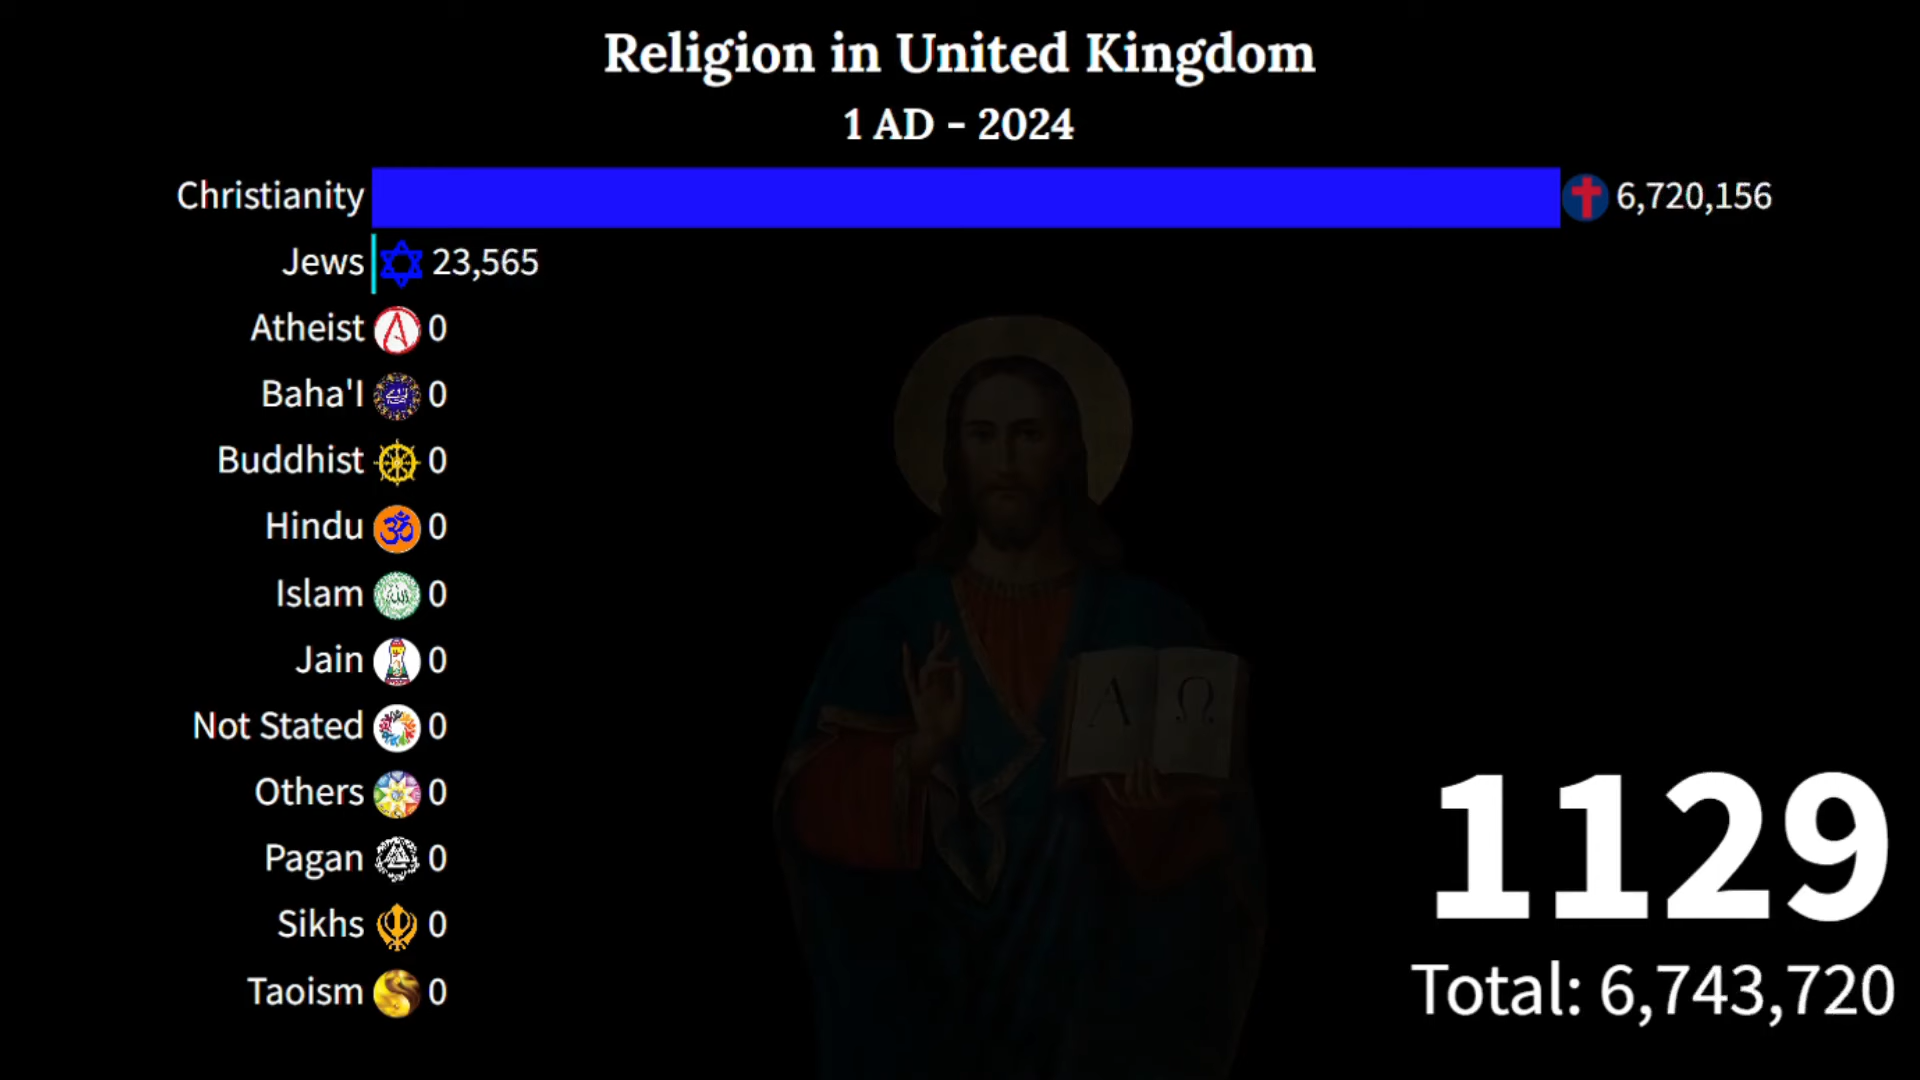 Religion in United Kingdom
1 AD - 2024
Christianity 6,720,156
Jews 23,565
Atheist 0
Baha'I 0
Buddhist 0
Hindu 0
Islam 0
Jain 0
Not Stated 0
Others 0
Pagan 0
Sikhs 0
Taoism 0
Α Ω
1129
Total: 6,743,720